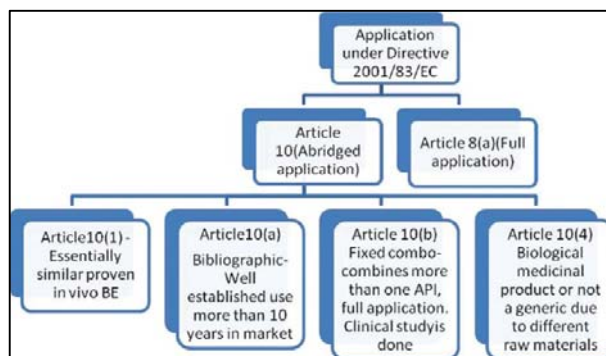 Application
under Directive
2001/83/EC
Article
10(Abridged
application)
Article 8(a)(Full
application)
Article10(1) -
Essentially
similar proven
in vivo BE
Article10(a)
Bibliographic-
Well
established use
more than 10
years in market
Article 10(b)
Fixed combo-
combines more
than one API,
full application.
Clinical studyis
done
Article 10(4)
Biological
medicinal
product or not
a generic due
to different
raw materials